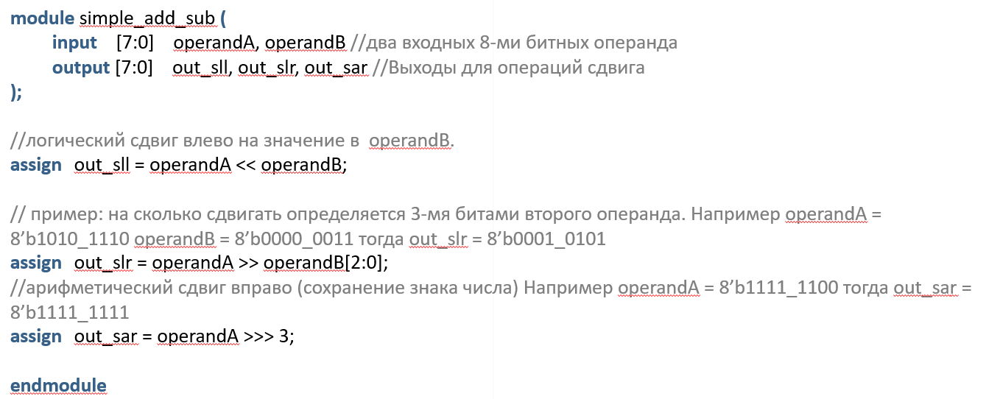 module simple_add_sub (
input [7:0] operandA, operandB //два входных 8-ми битных операнда
output [7:0] out_sll, out_slr, out_sar //Выходы для операций сдвига
);
//логический сдвиг влево на значение в operandB.
assign out_sll = operandA << operandB;
// пример: на сколько сдвигать определяется 3-мя битами второго операнда. Например operandA =
8’b1010_1110 operandB = 8’b0000_0011 тогда out_slr = 8’b0001_0101
assign out_slr = operandA >> operandB[2:0];
//арифметический сдвиг вправо (сохранение знака числа) Например operandA = 8’b1111_1100 тогда out_sar =
8’b1111_1111
assign out_sar = operandA >>> 3;
endmodule